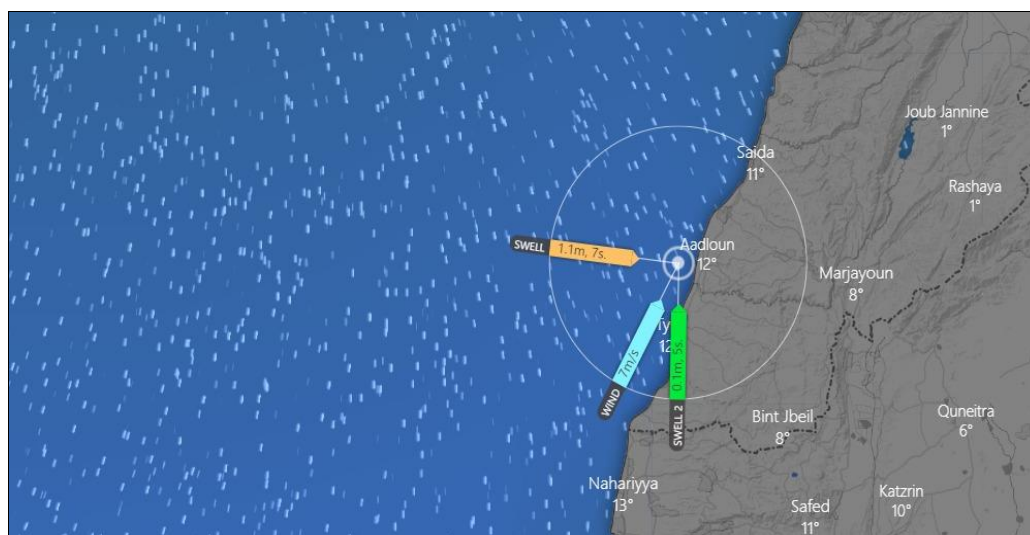 Joub Jannine
1°
Saida
11°
Rashaya
1°
SWELL 1.1m, 7s.
Aadloun
12°
Marjayoun
8°
12
7m/s
WIND
0.1m, 5s.
SWELL 2
Bint Jbeil
8°
Quneitra
6°
Nahariyya
13°
Katzrin
10°
Safed
11°